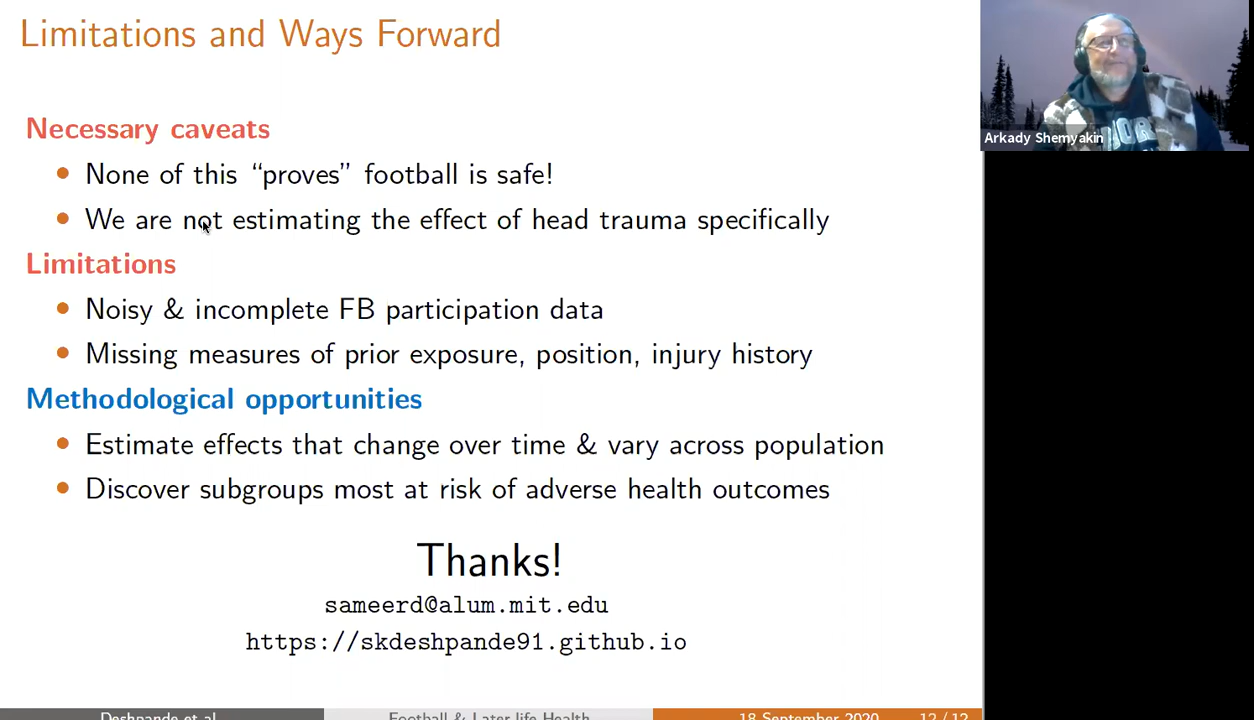 Limitations and Ways Forward
Necessary caveats
None of this “proves” football is safe!
We are not estimating the effect of head trauma specifically
Limitations
Noisy & incomplete FB participation data
Missing measures of prior exposure, position, injury history
Methodological opportunities
Estimate effects that change over time & vary across population
Discover subgroups most at risk of adverse health outcomes
Thanks!
sameerd@alum.mit.edu
https://skdeshpande91.github.io
Deshpande et al
Football & Later life Health
18 September 2020
12 / 12
Arkady Shemyakin